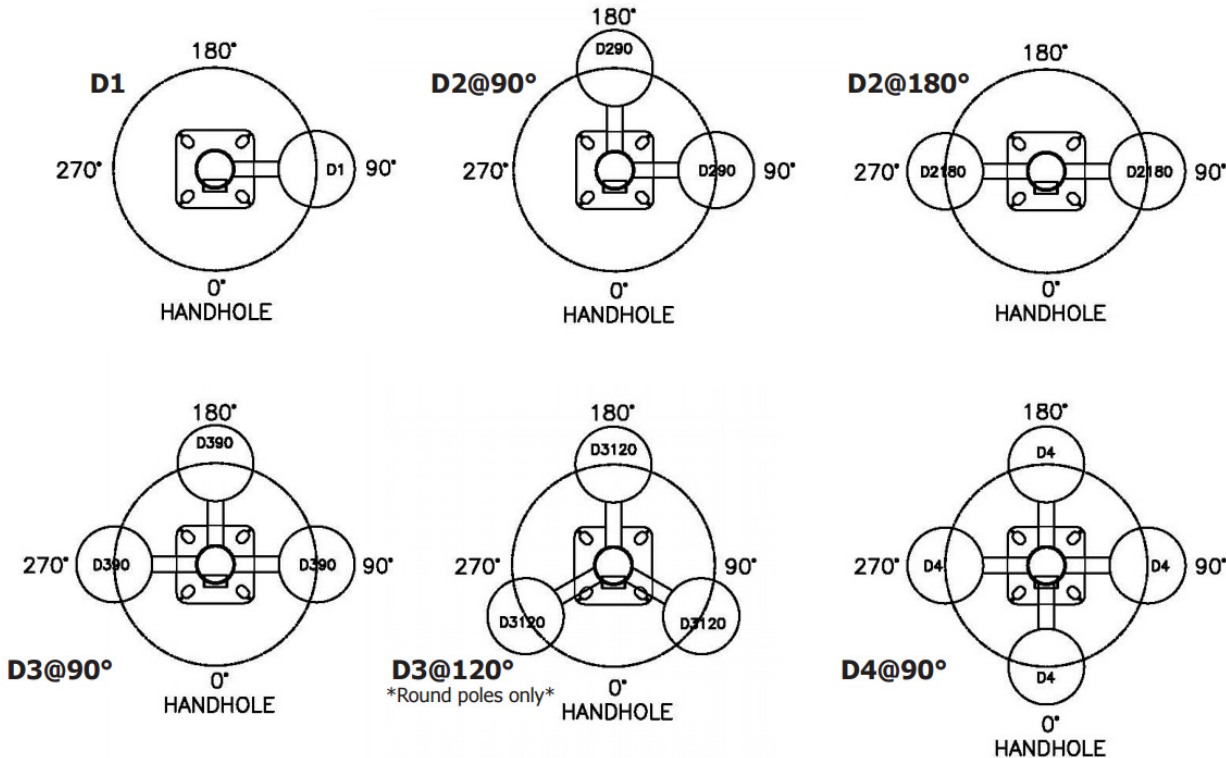 180°
D1
D1
270°
90°
0°
HANDHOLE
180°
D290
D2@90°
270°
D290
90°
0°
HANDHOLE
180°
D2@180°
270°
D2180
D2180
90°
0°
HANDHOLE
180°
D390
270°
D390
D390
90°
D3@90°
0°
HANDHOLE
180°
D3120
270°
90°
D3120
D3120
D3@120°
*Round poles only*
0°
HANDHOLE
180°
D4
270°
D4
D4
90°
D4@90°
D4
0°
HANDHOLE